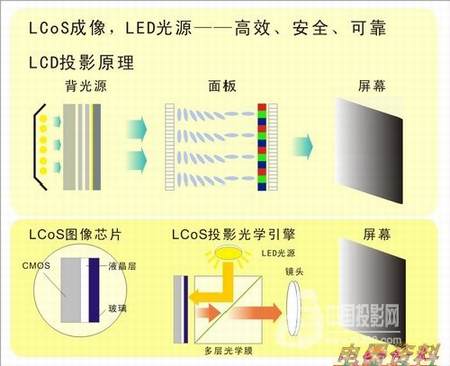 LCoS成像，LED光源——高效、安全、可靠
LCD投影原理
背光源
面板
屏幕
LCoS图像芯片
LCoS投影光学引擎
屏幕
CMOS
液晶层
玻璃
LED光源
镜头
多层光学膜
中国投影网
电器资料